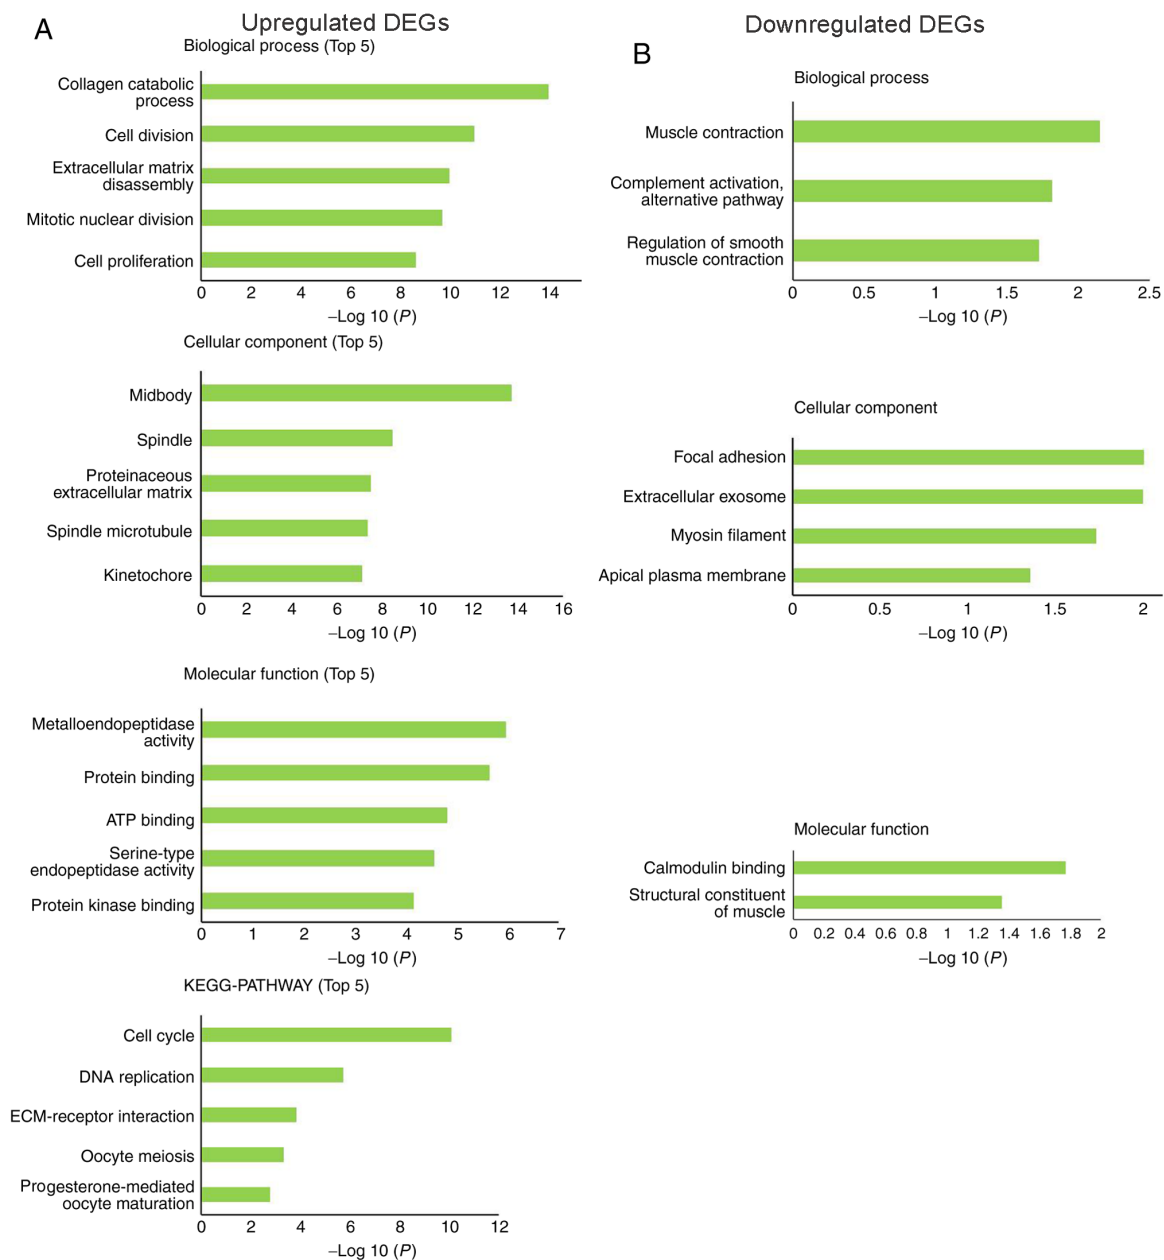 A
Upregulated DEGs
Biological process (Top 5)
Collagen catabolic
process
Cell division
Extracellular matrix
disassembly
Mitotic nuclear division
Cell proliferation
0 2 4 6 8 10 12 14
–Log 10 (P)
Cellular component (Top 5)
Midbody
Spindle
Proteinaceous
extracellular matrix
Spindle microtubule
Kinetochore
0 2 4 6 8 10 12 14 16
–Log 10 (P)
Molecular function (Top 5)
Metalloendopeptidase
activity
Protein binding
ATP binding
Serine-type
endopeptidase activity
Protein kinase binding
0 1 2 3 4 5 6 7
–Log 10 (P)
KEGG-PATHWAY (Top 5)
Cell cycle
DNA replication
ECM-receptor interaction
Oocyte meiosis
Progesterone-mediated
oocyte maturation
0 2 4 6 8 10 12
–Log 10 (P)
Downregulated DEGs
B
Biological process
Muscle contraction
Complement activation,
alternative pathway
Regulation of smooth
muscle contraction
0 0.5 1 1.5 2 2.5
–Log 10 (P)
Cellular component
Focal adhesion
Extracellular exosome
Myosin filament
Apical plasma membrane
0 0.5 1 1.5 2
–Log 10 (P)
Molecular function
Calmodulin binding
Structural constituent
of muscle
0 0.2 0.4 0.6 0.8 1 1.2 1.4 1.6 1.8 2
–Log 10 (P)